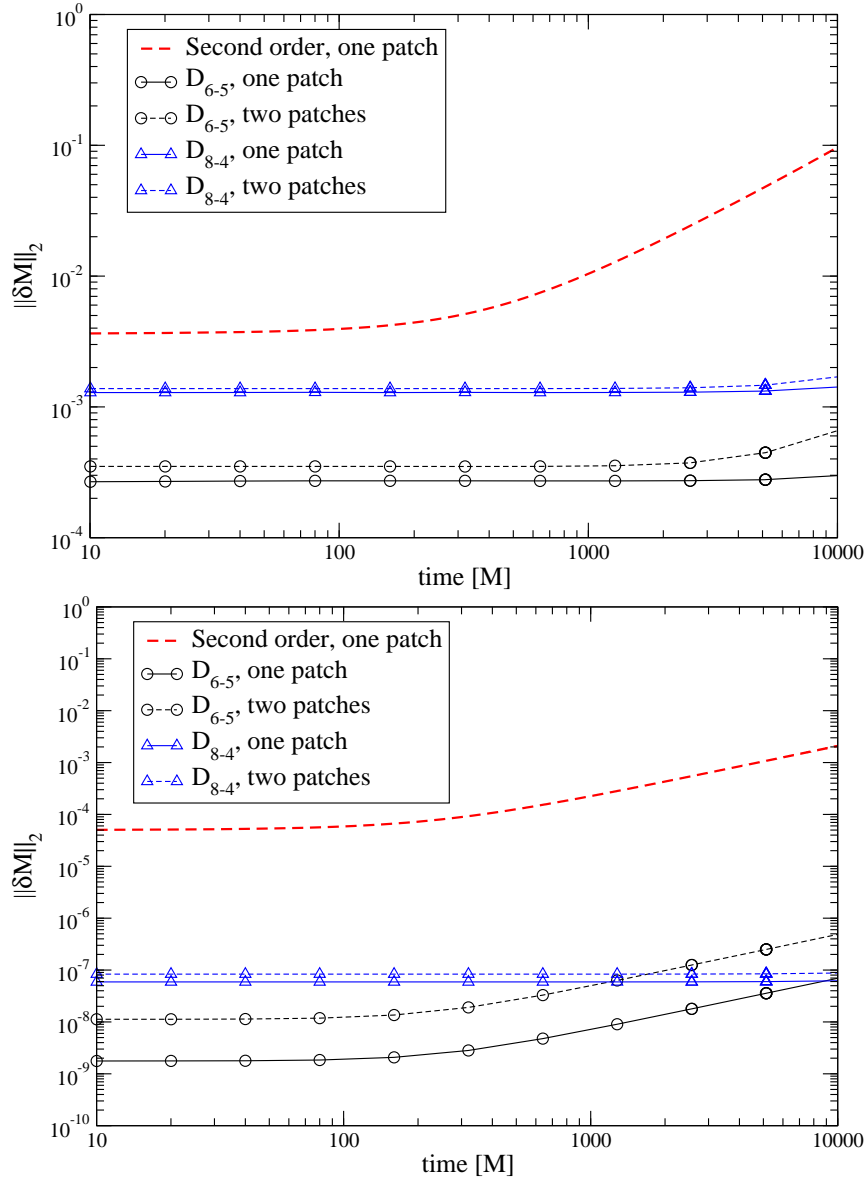 10^0
10^-1
10^-2
10^-3
10^-4
||δM||_2
Second order, one patch
D_6-5, one patch
D_6-5, two patches
D_8-4, one patch
D_8-4, two patches
10 100 1000 10000
time [M]
10^0
10^-1
10^-2
10^-3
10^-4
10^-5
10^-6
10^-7
10^-8
10^-9
10^-10
||δM||_2
Second order, one patch
D_6-5, one patch
D_6-5, two patches
D_8-4, one patch
D_8-4, two patches
10 100 1000 10000
time [M]